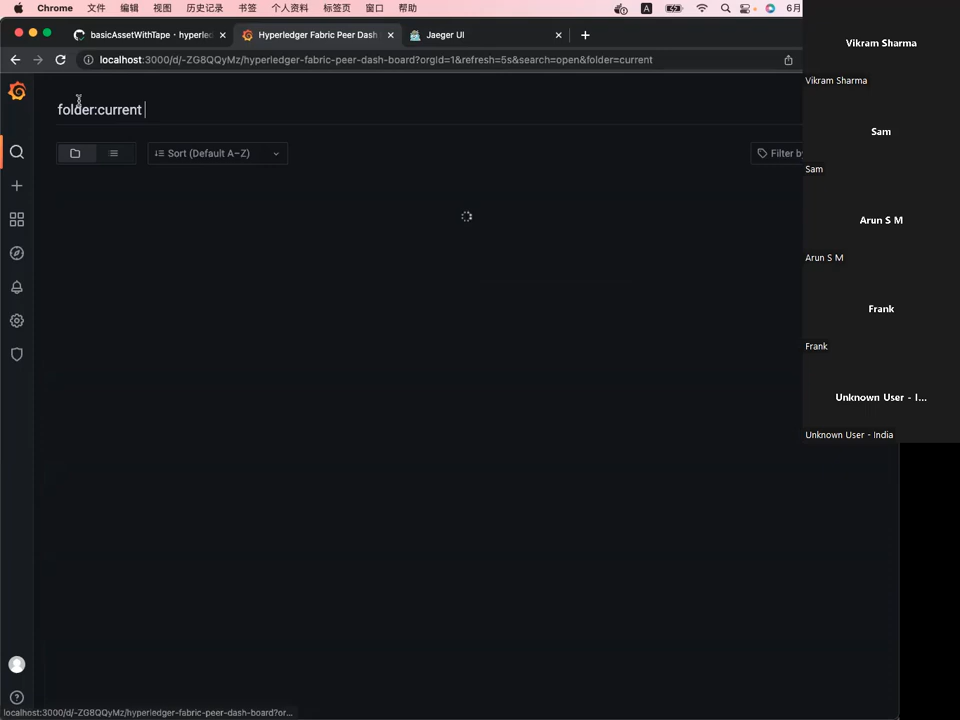 Chrome 文件 编辑 视图 历史记录 书签 个人资料 标签页 窗口 帮助 A 6月
basicAssetWithTape · hyperled
Hyperledger Fabric Peer Dash
Jaeger UI
localhost:3000/d/-ZG8QQyMz/hyperledger-fabric-peer-dash-board?orgId=1&refresh=5s&search=open&folder=current
folder:current
Sort (Default A–Z)
Filter by
localhost:3000/d/-ZG8QQyMz/hyperledger-fabric-peer-dash-board?or...
Vikram Sharma
Vikram Sharma
Sam
Sam
Arun S M
Arun S M
Frank
Frank
Unknown User - I...
Unknown User - India